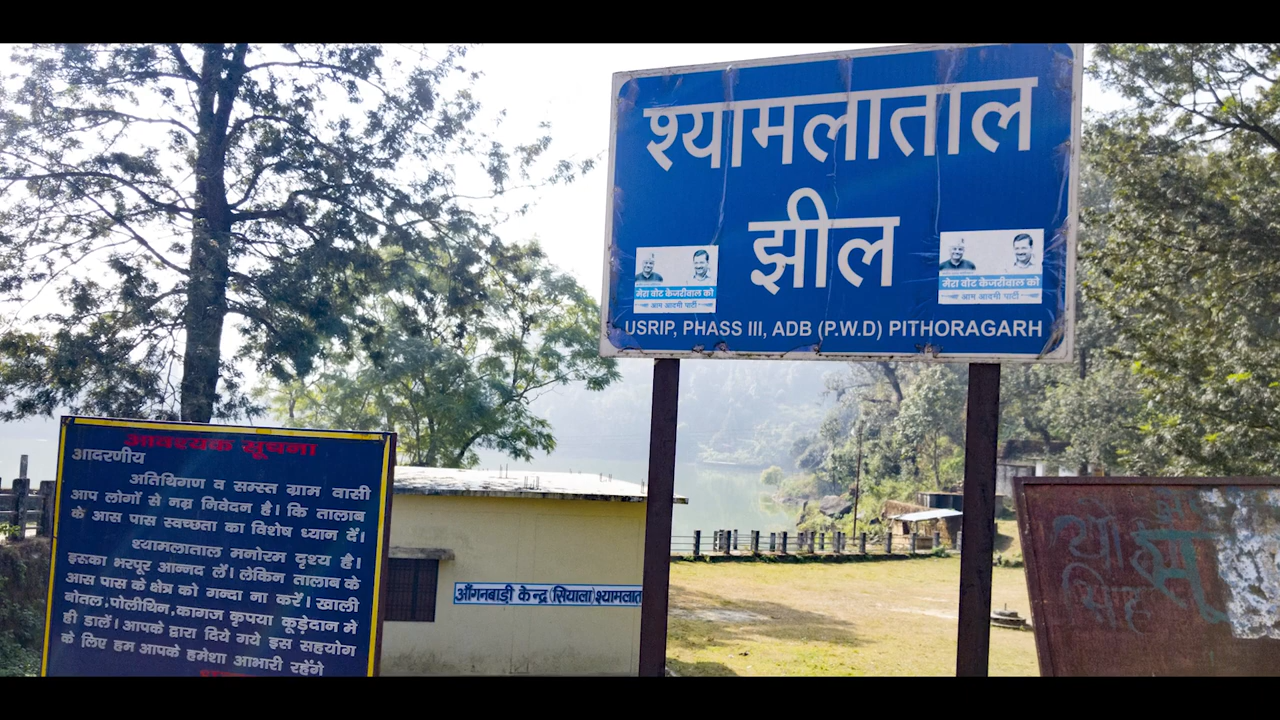 श्यामलाताल
झील
मेरा वोट केजरीवाल को
आम आदमी पार्टी
मेरा वोट केजरीवाल को
आम आदमी पार्टी
USRIP, PHASS III, ADB (P.W.D) PITHORAGARH
आवश्यक सूचना
आदरणीय
अतिथिगण व समस्त ग्राम वासी
आप लोगों से नम्र निवेदन है। कि तालाब
के आस पास स्वच्छता का विशेष ध्यान दें।
श्यामलाताल मनोरम दृश्य है।
इसका भरपूर आन्नद लें। लेकिन तालाब के
आस पास के क्षेत्र को गन्दा ना करें। खाली
बोतल,पोलीथिन,कागज कृपया कूड़ेदान में
ही डालें। आपके द्वारा दिये गये इस सहयोग
के लिए हम आपके हमेशा आभारी रहेंगे
आँगनबाड़ी केन्द्र (सियाला) श्यामलात